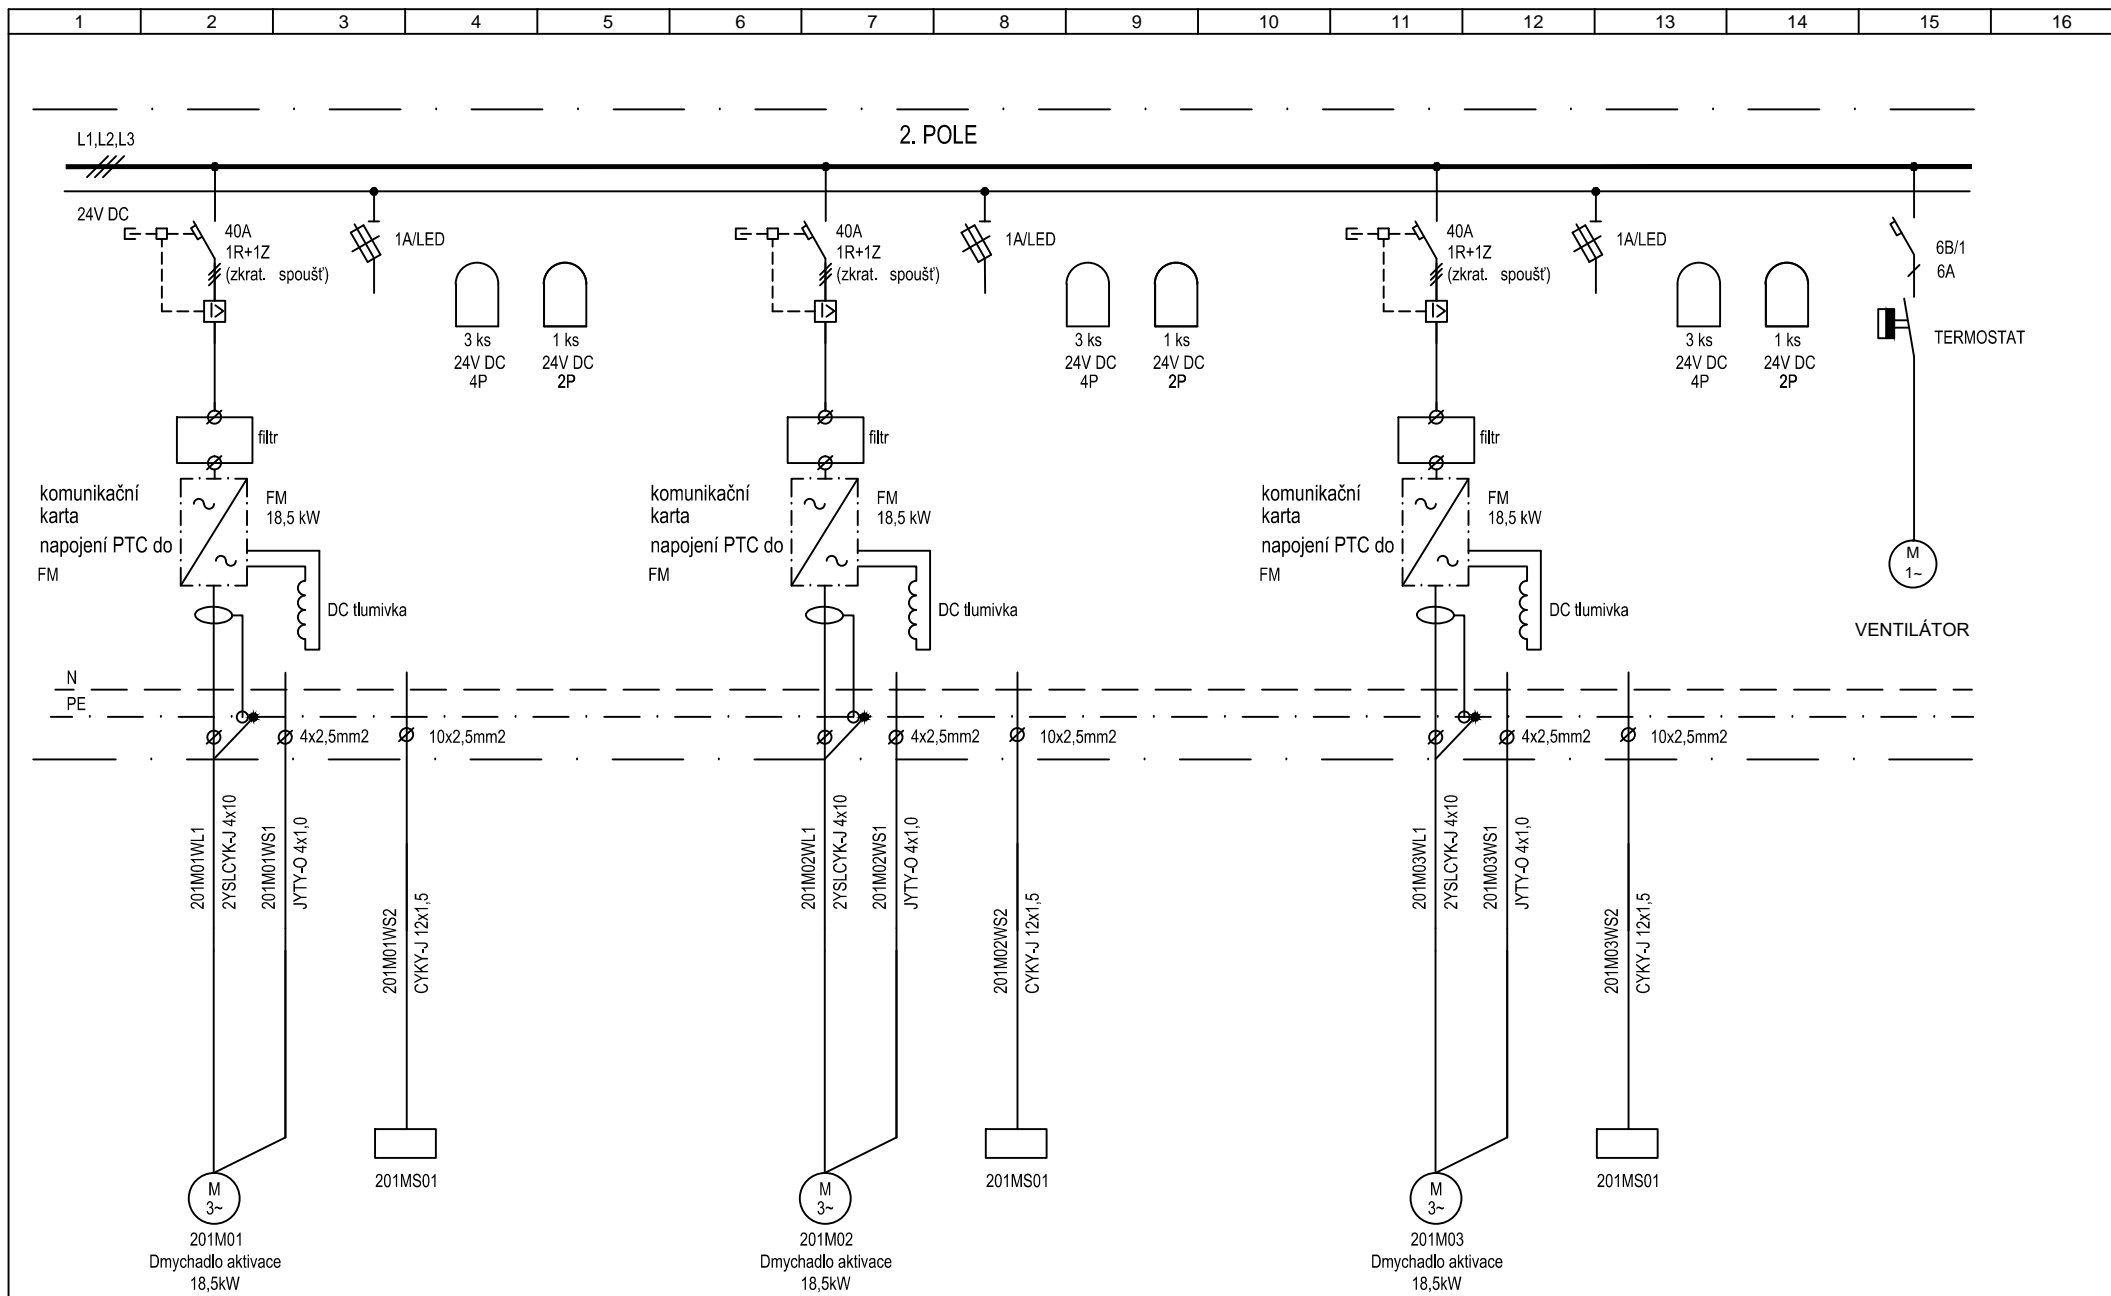 1 2 3 4 5 6 7 8 9 10 11 12 13 14 15 16
2. POLE
L1,L2,L3
24V DC
40A
1R+1Z
(zkrat. spoušť)
1A/LED
3 ks
24V DC
4P
1 ks
24V DC
2P
filtr
komunikační
karta
napojení PTC do
FM
FM
18,5 kW
DC tlumivka
40A
1R+1Z
(zkrat. spoušť)
1A/LED
3 ks
24V DC
4P
1 ks
24V DC
2P
filtr
komunikační
karta
napojení PTC do
FM
FM
18,5 kW
DC tlumivka
40A
1R+1Z
(zkrat. spoušť)
1A/LED
3 ks
24V DC
4P
1 ks
24V DC
2P
filtr
komunikační
karta
napojení PTC do
FM
FM
18,5 kW
DC tlumivka
6B/1
6A
TERMOSTAT
M
1~
VENTILÁTOR
N
PE
4x2,5mm2
10x2,5mm2
4x2,5mm2
10x2,5mm2
4x2,5mm2
10x2,5mm2
201M01WL1
2YSLCYK-J 4x10
201M01WS1
JYTY-O 4x1,0
201M01WS2
CYKY-J 12x1,5
201M02WL1
2YSLCYK-J 4x10
201M02WS1
JYTY-O 4x1,0
201M02WS2
CYKY-J 12x1,5
201M03WL1
2YSLCYK-J 4x10
201M03WS1
JYTY-O 4x1,0
201M03WS2
CYKY-J 12x1,5
M
3~
201M01
Dmychadlo aktivace
18,5kW
201MS01
M
3~
201M02
Dmychadlo aktivace
18,5kW
201MS01
M
3~
201M03
Dmychadlo aktivace
18,5kW
201MS01